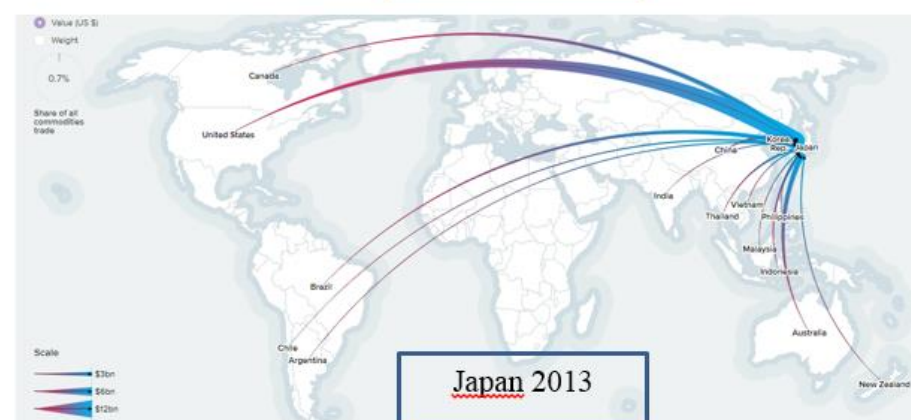 Value (US $)
Weight
0.7%
Share of all
commodities
trade
Canada
United States
Korea,
Rep.
Japan
China
India
Vietnam
Thailand
Philippines
Malaysia
Indonesia
Brazil
Chile
Argentina
Australia
New Zealand
Scale
$3bn
$6bn
$12bn
Japan 2013